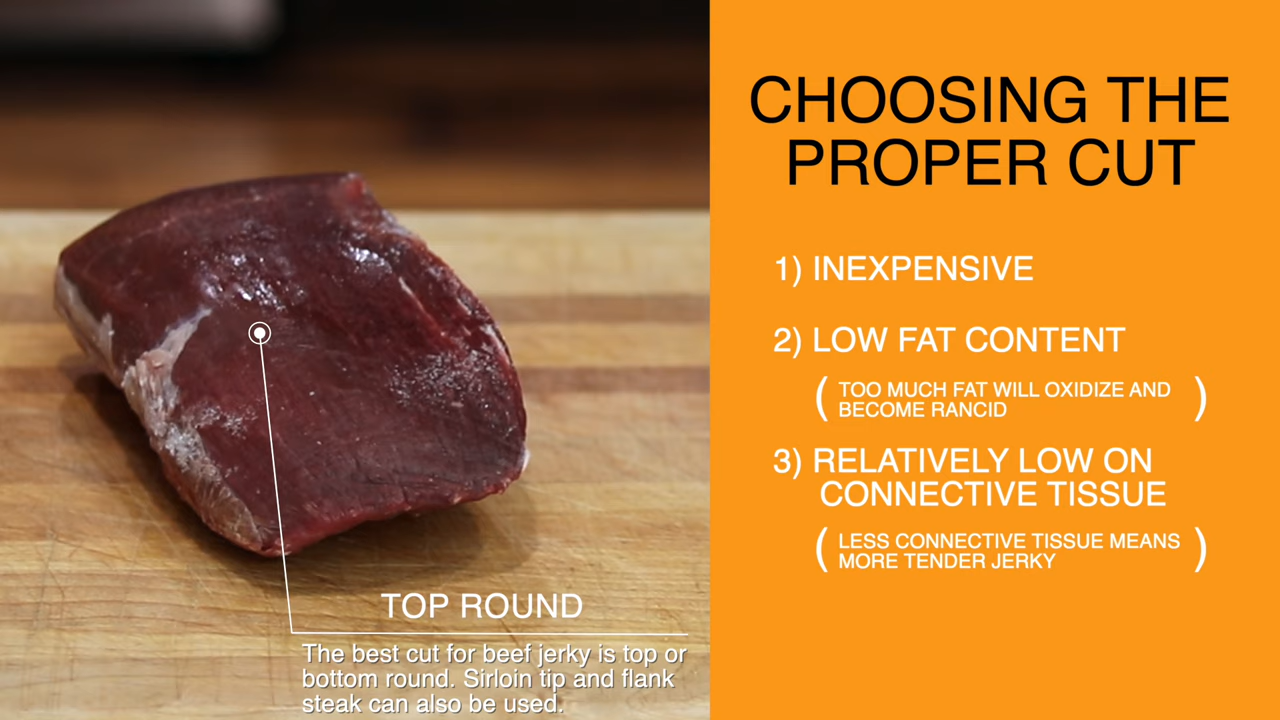 CHOOSING THE
PROPER CUT
1) INEXPENSIVE
2) LOW FAT CONTENT
( TOO MUCH FAT WILL OXIDIZE AND
BECOME RANCID )
3) RELATIVELY LOW ON
CONNECTIVE TISSUE
( LESS CONNECTIVE TISSUE MEANS
MORE TENDER JERKY )
TOP ROUND
The best cut for beef jerky is top or
bottom round. Sirloin tip and flank
steak can also be used.